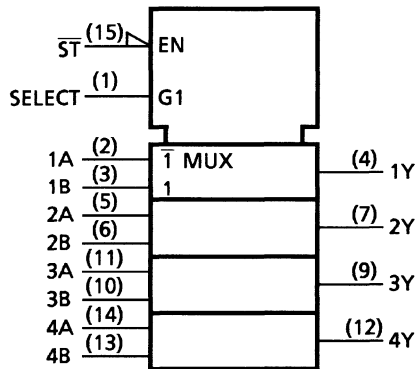 S̅T̅ (15) EN
SELECT (1) G1
1A (2) 1̅ MUX (4) 1Y
1B (3) 1
2A (5) (7) 2Y
2B (6)
3A (11) (9) 3Y
3B (10)
4A (14) (12) 4Y
4B (13)